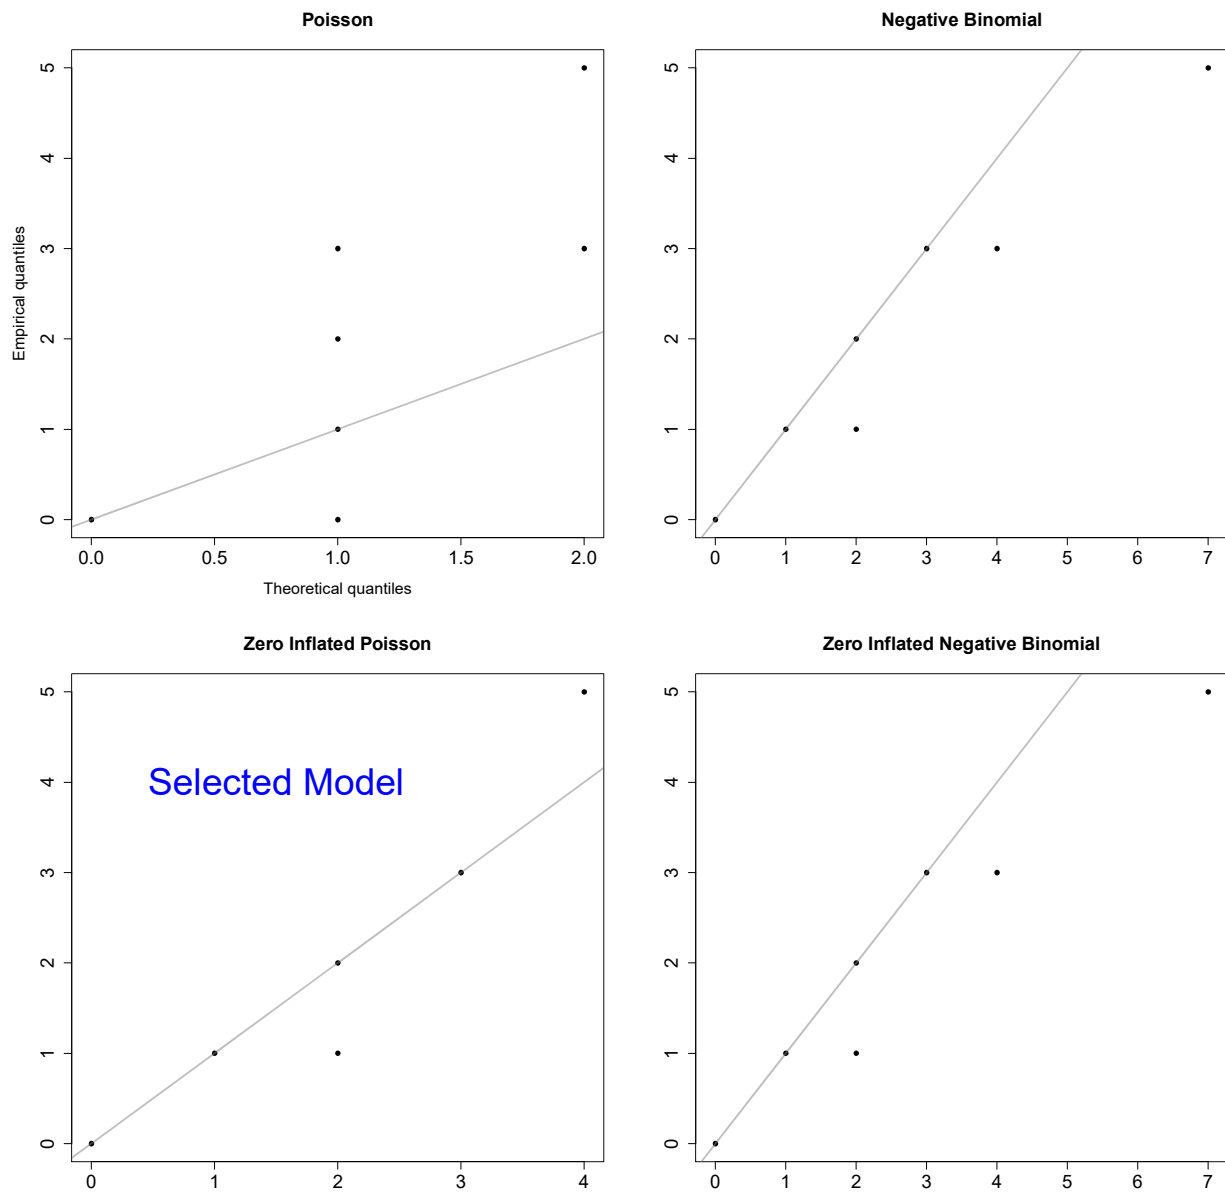 Poisson
5
4
3
2
1
0
Empirical quantiles
0.0 0.5 1.0 1.5 2.0
Theoretical quantiles
Negative Binomial
5
4
3
2
1
0
0 1 2 3 4 5 6 7
Zero Inflated Poisson
Selected Model
5
4
3
2
1
0
0 1 2 3 4
Zero Inflated Negative Binomial
5
4
3
2
1
0
0 1 2 3 4 5 6 7